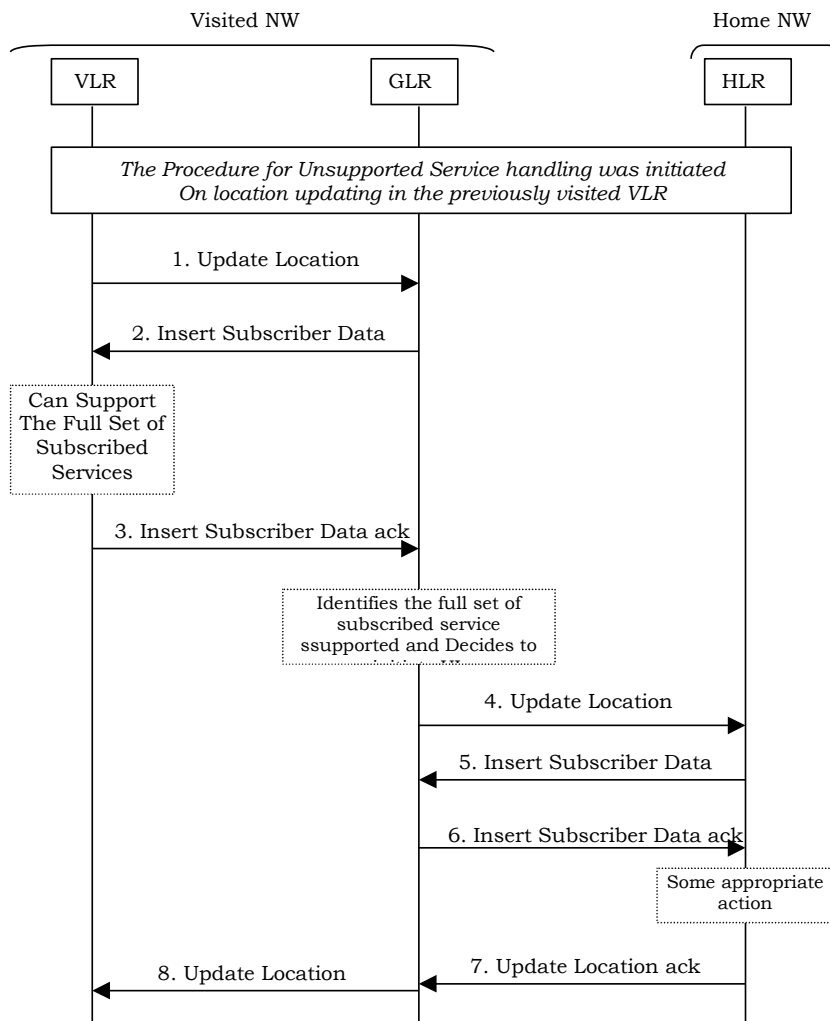 Visited NW
Home NW
VLR
GLR
HLR
The Procedure for Unsupported Service handling was initiated
On location updating in the previously visited VLR
1. Update Location
2. Insert Subscriber Data
Can Support
The Full Set of
Subscribed
Services
3. Insert Subscriber Data ack
Identifies the full set of
subscribed service
ssupported and Decides to
4. Update Location
5. Insert Subscriber Data
6. Insert Subscriber Data ack
Some appropriate
action
7. Update Location ack
8. Update Location